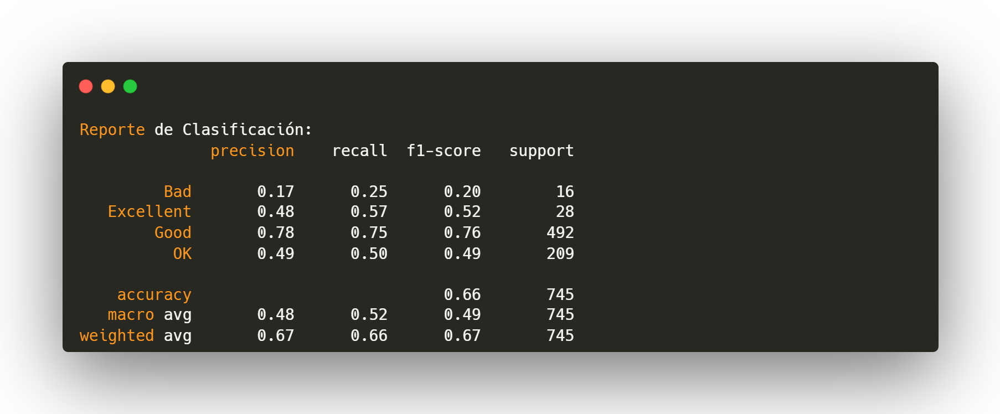 Reporte de Clasificación:
precision recall f1-score support
Bad 0.17 0.25 0.20 16
Excellent 0.48 0.57 0.52 28
Good 0.78 0.75 0.76 492
OK 0.49 0.50 0.49 209
accuracy 0.66 745
macro avg 0.48 0.52 0.49 745
weighted avg 0.67 0.66 0.67 745